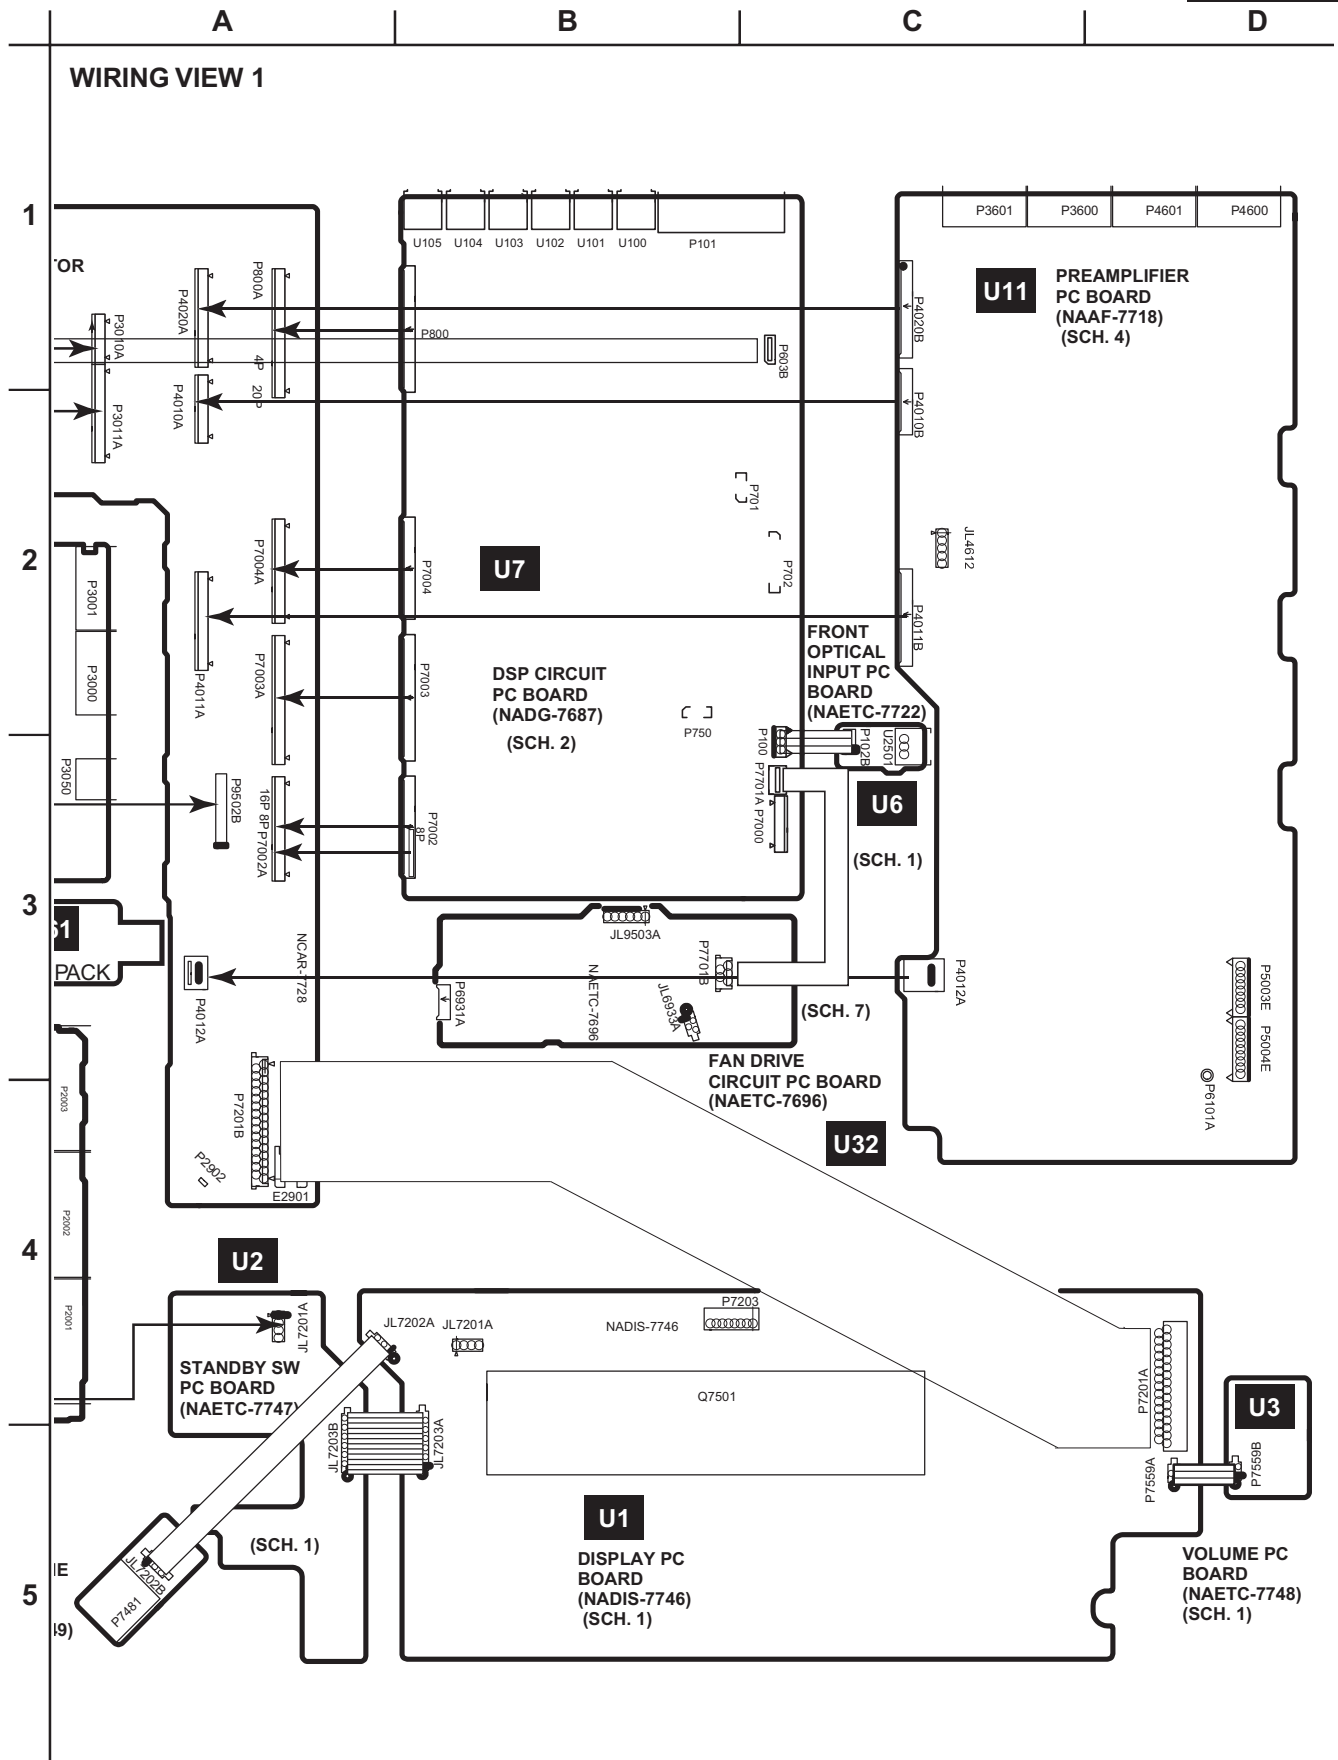 A
B
C
D
WIRING VIEW 1
1
U105
U104
U103
U102
U101
U100
P101
P3601
P3600
P4601
P4600
TOR
P800A
P4020A
P3010A
4P
P800
P603B
P4020B
U11
PREAMPLIFIER
PC BOARD
(NAAF-7718)
(SCH. 4)
P3011A
P4010A
20P
P4010B
P701
2
P7004A
P7004
U7
P702
JL4612
P3001
P3000
P4011A
P7003A
P7003
P4011B
DSP CIRCUIT
PC BOARD
(NADG-7687)
(SCH. 2)
FRONT
OPTICAL
INPUT PC
BOARD
(NAETC-7722)
P750
P100
P102B
U2501
P3050
P9502B
16P 8P
P7002A
P7002
8P
P7701A
P7000
U6
(SCH. 1)
3
61
PACK
NCAR-7728
P4012A
JL9503A
P6931A
NAETC-7696
P7701B
JL6933A
(SCH. 7)
P4012A
P5003E
P5004E
P6101A
FAN DRIVE
CIRCUIT PC BOARD
(NAETC-7696)
U32
P2003
P7201B
P2902
E2901
4
P2002
P2001
U2
JL7201A
STANDBY SW
PC BOARD
(NAETC-7747)
JL7202A
JL7201A
NADIS-7746
P7203
Q7501
P7201A
U3
JL7203B
JL7203A
P7559A
P7559B
U1
(SCH. 1)
DISPLAY PC
BOARD
(NADIS-7746)
(SCH. 1)
VOLUME PC
BOARD
(NAETC-7748)
(SCH. 1)
5
IE
JL7202B
P7481
49)